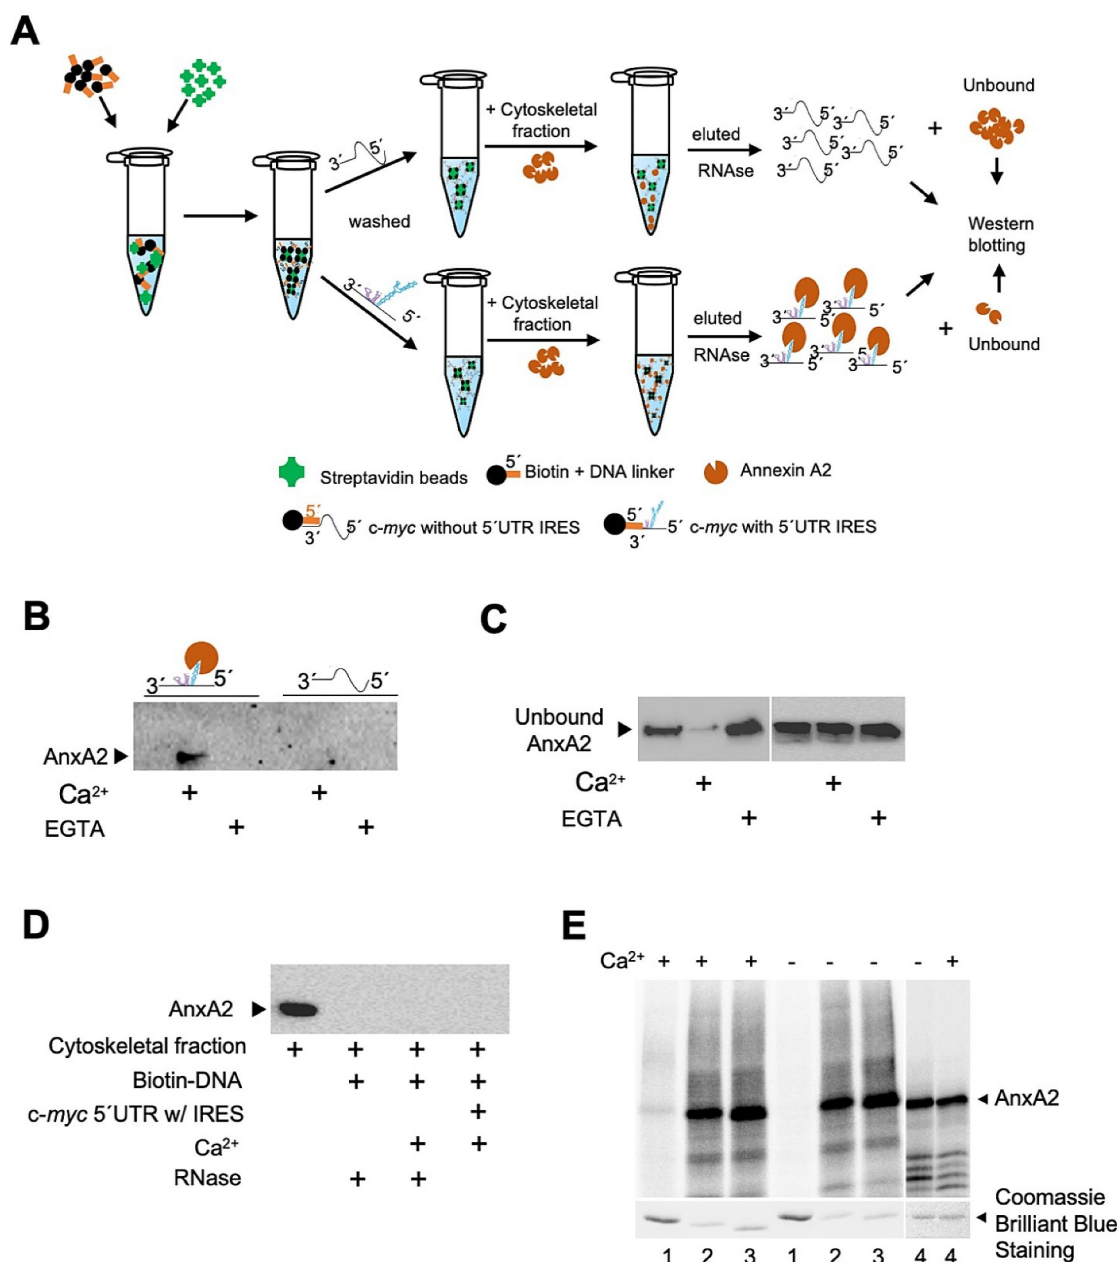 A
3´ 5´
washed
3´ 5´
+ Cytoskeletal
fraction
+ Cytoskeletal
fraction
eluted
RNAse
eluted
RNAse
3´ 5´
3´ 5´
3´ 5´
3´ 5´
3´ 5´
+
Unbound
Western
blotting
3´ 5´
3´ 5´
3´ 5´
3´ 5´
3´ 5´
+
Unbound
Streptavidin beads
5´
Biotin + DNA linker
Annexin A2
5´
3´ 5´ c-myc without 5´UTR IRES
5´
3´ 5´ c-myc with 5´UTR IRES
B
3´ 5´ 3´ 5´
AnxA2
Ca²⁺ + +
EGTA + +
C
Unbound
AnxA2
Ca²⁺ + +
EGTA + +
D
AnxA2
Cytoskeletal fraction + + + +
Biotin-DNA + + +
c-myc 5´UTR w/ IRES +
Ca²⁺ + +
RNase + +
E
Ca²⁺ + + + - - - - +
AnxA2
Coomassie
Brilliant Blue
Staining
1 2 3 1 2 3 4 4